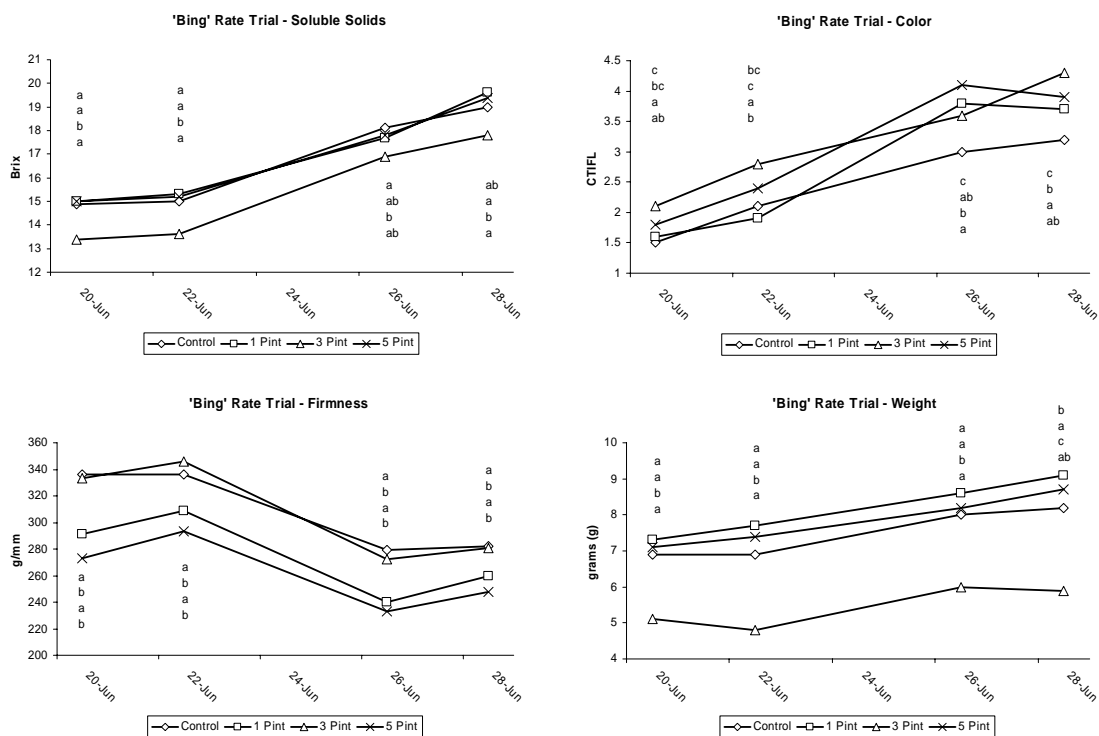 'Bing' Rate Trial - Soluble Solids
21
20
19
18
17
16
15
14
13
12
Brix
a
a
b
a
a
a
b
a
a
ab
b
ab
ab
a
b
a
20-Jun
22-Jun
24-Jun
26-Jun
28-Jun
Control 1 Pint 3 Pint 5 Pint
'Bing' Rate Trial - Color
4.5
4
3.5
3
2.5
2
1.5
1
CTIFL
c
bc
a
ab
bc
c
a
b
c
ab
b
a
c
b
a
ab
20-Jun
22-Jun
24-Jun
26-Jun
28-Jun
Control 1 Pint 3 Pint 5 Pint
'Bing' Rate Trial - Firmness
360
340
320
300
280
260
240
220
200
g/mm
a
b
a
b
a
b
a
b
a
b
a
b
a
b
a
b
20-Jun
22-Jun
24-Jun
26-Jun
28-Jun
Control 1 Pint 3 Pint 5 Pint
'Bing' Rate Trial - Weight
10
9
8
7
6
5
4
grams (g)
a
a
b
a
a
a
b
a
a
a
b
a
b
a
c
ab
20-Jun
22-Jun
24-Jun
26-Jun
28-Jun
Control 1 Pint 3 Pint 5 Pint